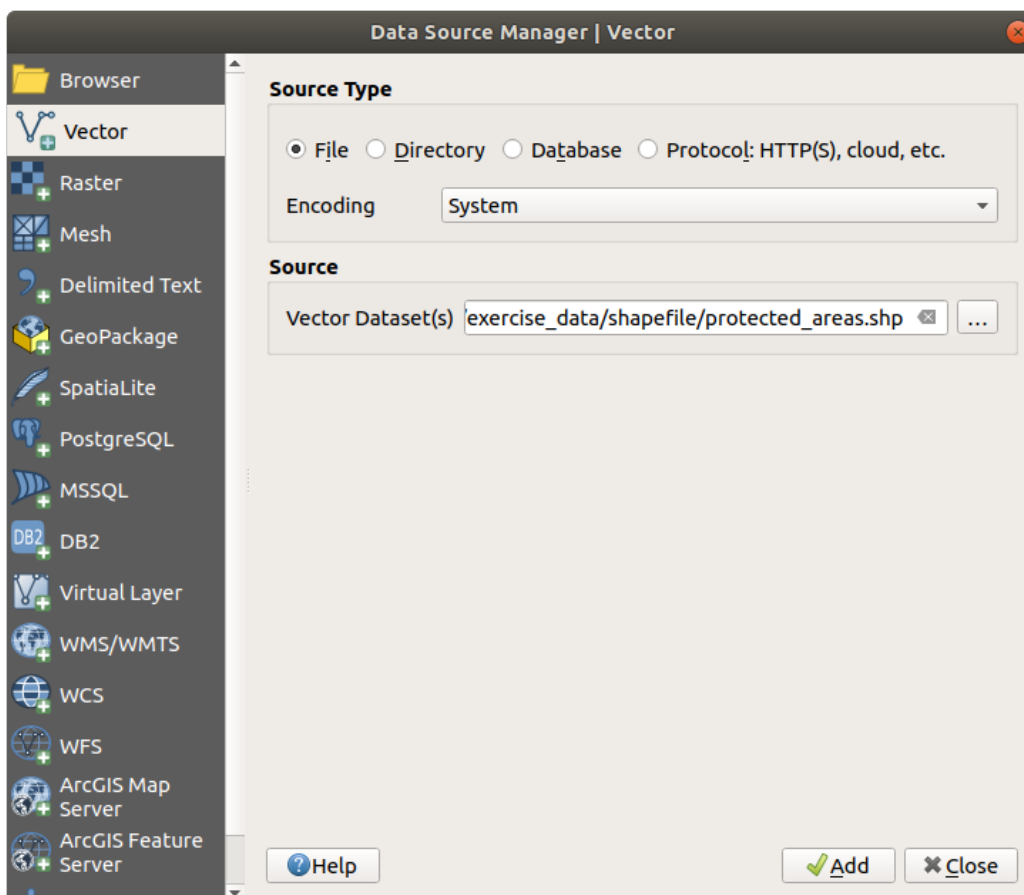 Data Source Manager | Vector
Browser
Vector
Raster
Mesh
Delimited Text
GeoPackage
SpatiaLite
PostgreSQL
MSSQL
DB2
DB2
Virtual Layer
WMS/WMTS
WCS
WFS
ArcGIS Map
Server
ArcGIS Feature
Server
Source Type
File Directory Database Protocol: HTTP(S), cloud, etc.
Encoding System
Source
Vector Dataset(s) /exercise_data/shapefile/protected_areas.shp ...
?Help Add Close